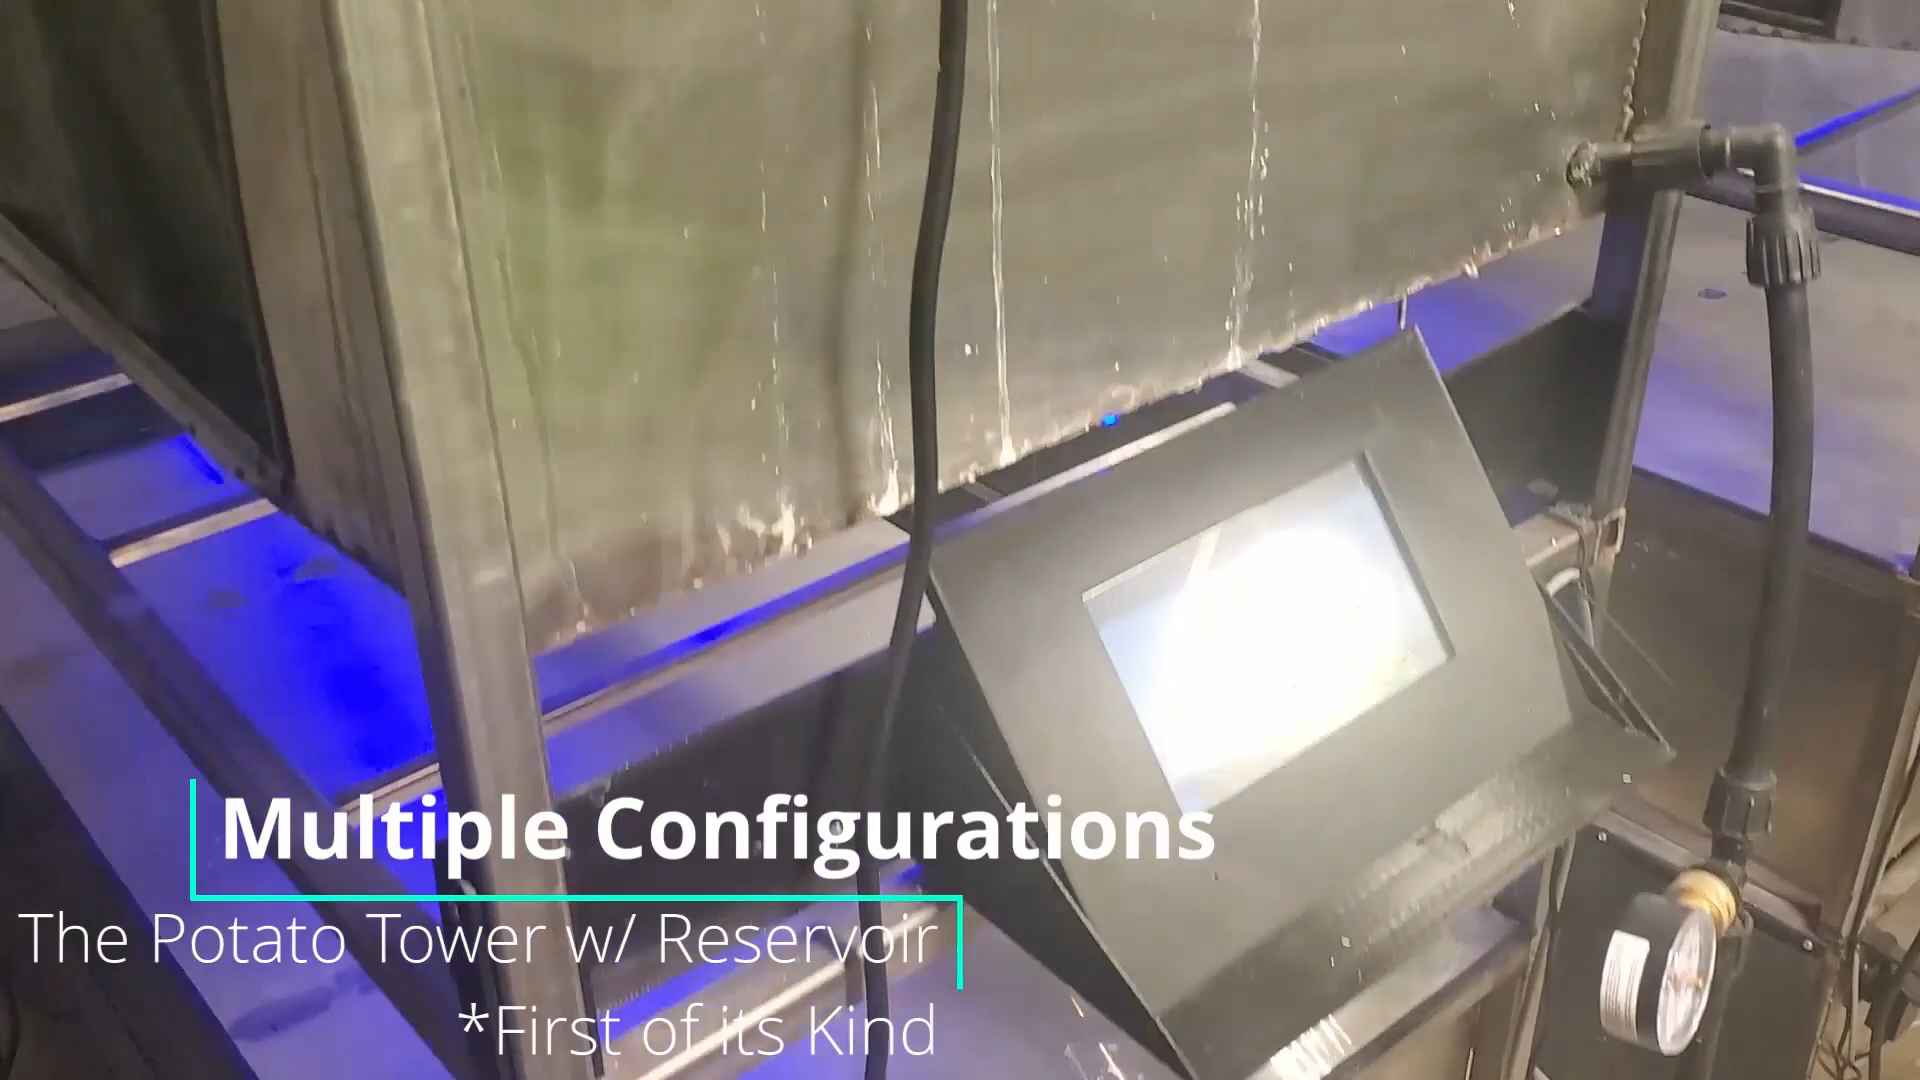 Multiple Configurations
The Potato Tower w/ Reservoir
*First of its Kind